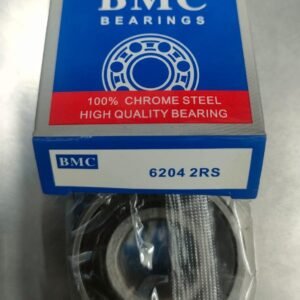 BMC
BEARINGS
100% CHROME STEEL
HIGH QUALITY BEARING
BMC
6204 2RS